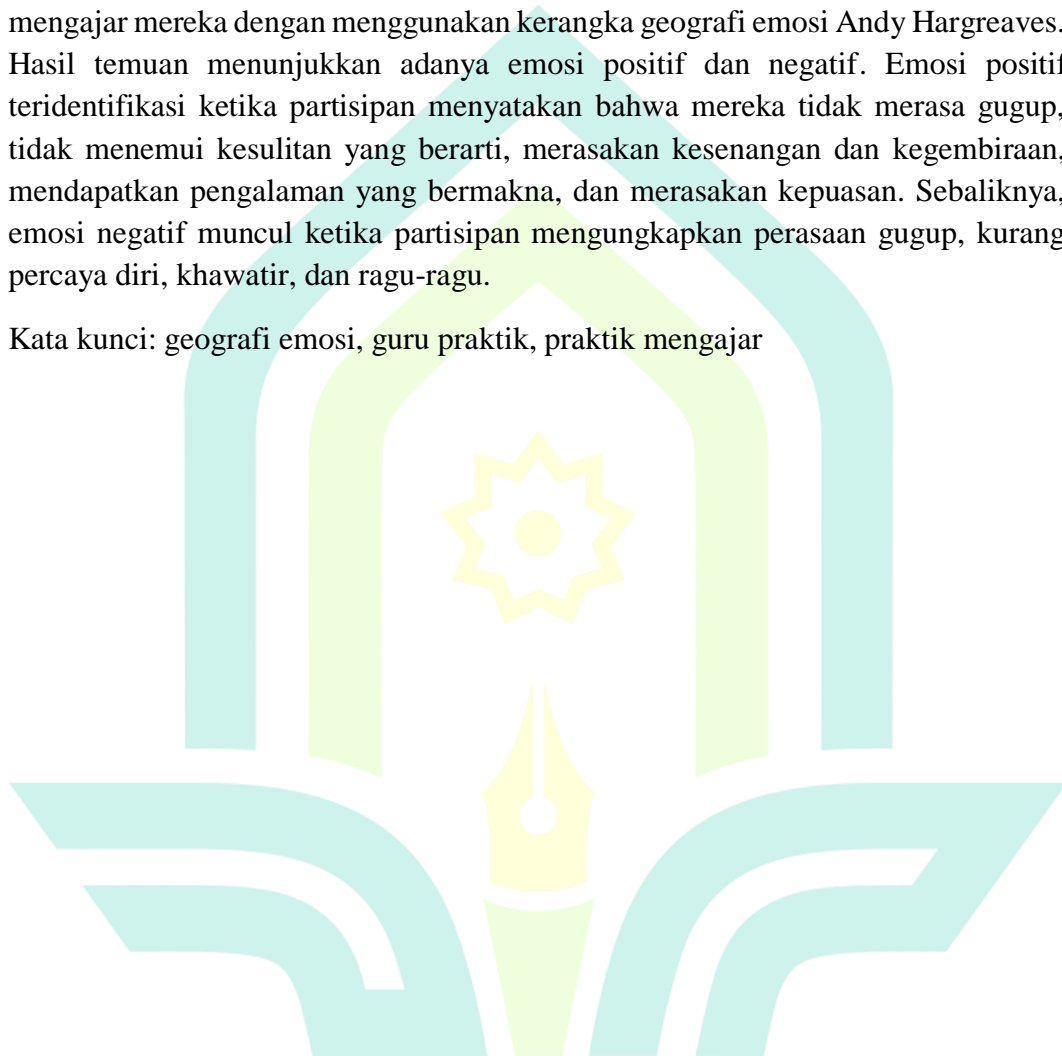 mengajar mereka dengan menggunakan kerangka geografi emosi Andy Hargreaves.
Hasil temuan menunjukkan adanya emosi positif dan negatif. Emosi positif
teridentifikasi ketika partisipan menyatakan bahwa mereka tidak merasa gugup,
tidak menemui kesulitan yang berarti, merasakan kesenangan dan kegembiraan,
mendapatkan pengalaman yang bermakna, dan merasakan kepuasan. Sebaliknya,
emosi negatif muncul ketika partisipan mengungkapkan perasaan gugup, kurang
percaya diri, khawatir, dan ragu-ragu.
Kata kunci: geografi emosi, guru praktik, praktik mengajar